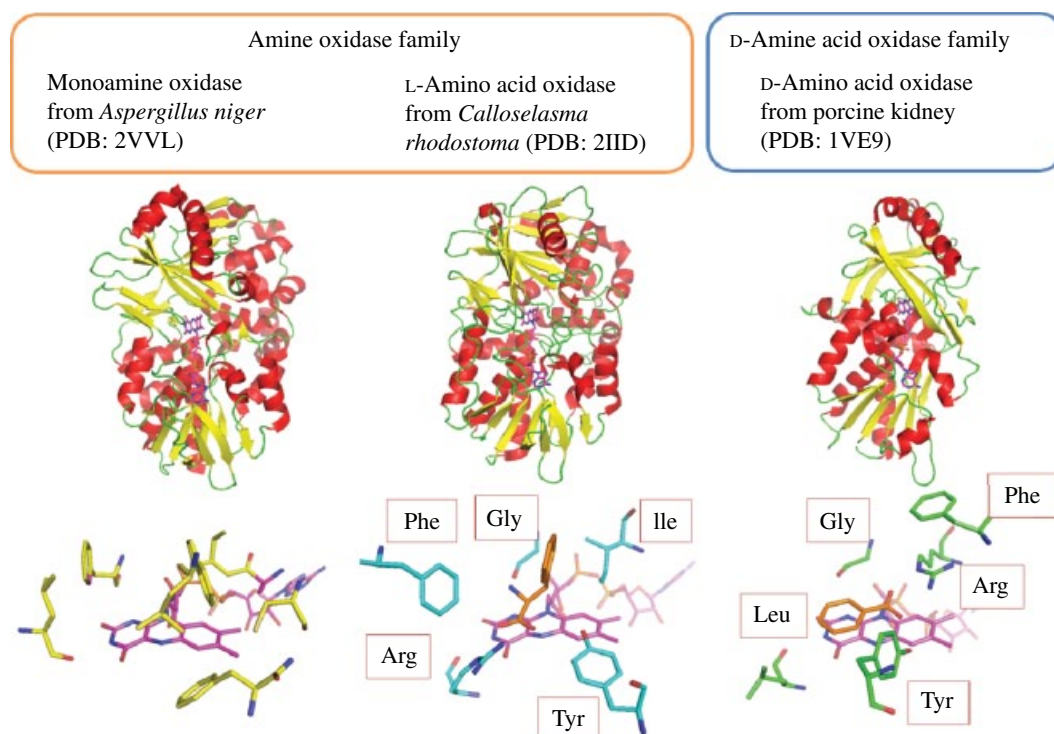 Amine oxidase family
Monoamine oxidase
from Aspergillus niger
(PDB: 2VVL)
L-Amino acid oxidase
from Calloselasma
rhodostoma (PDB: 2IID)
D-Amine acid oxidase family
D-Amino acid oxidase
from porcine kidney
(PDB: 1VE9)
Phe
Gly
Ile
Arg
Tyr
Gly
Phe
Arg
Leu
Tyr